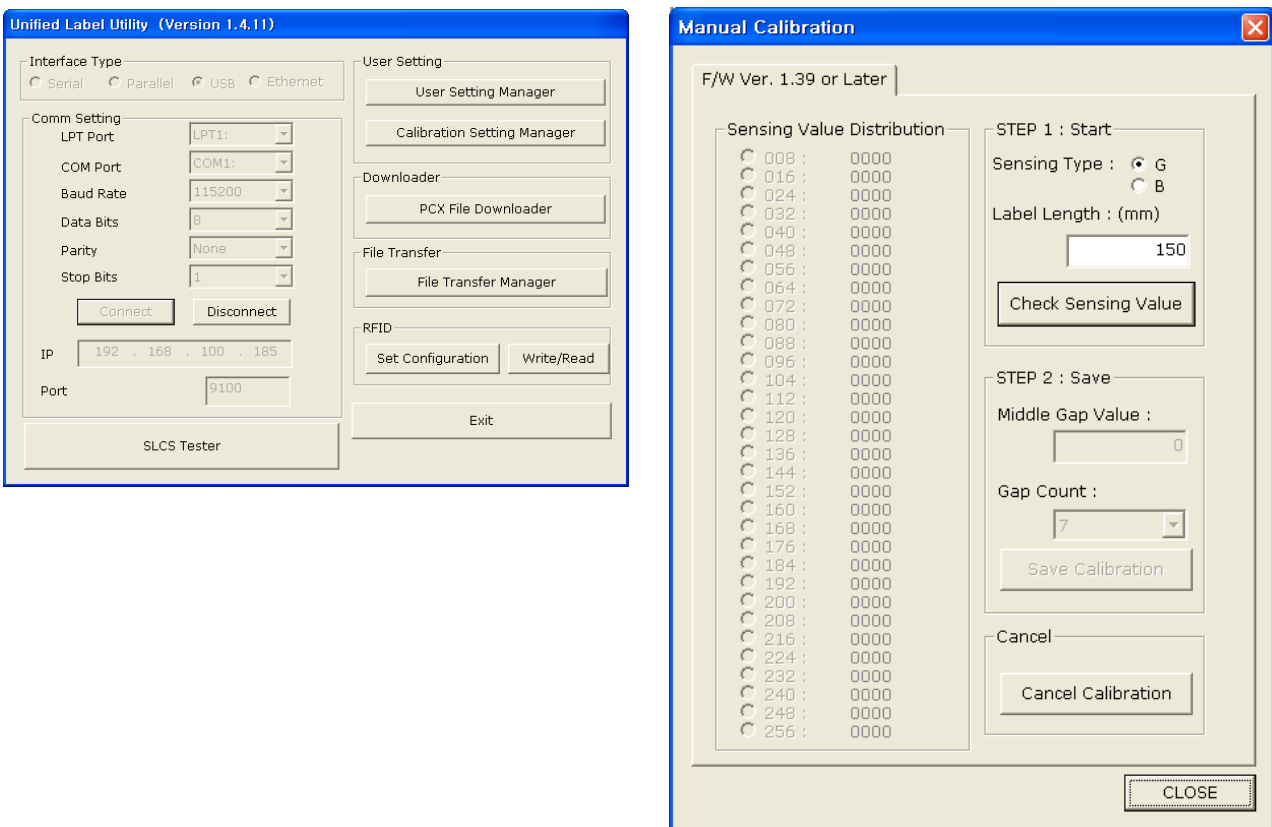 Unified Label Utility (Version 1.4.11)
Interface Type
Serial Parallel USB Ethernet
Comm Setting
LPT Port LPT1:
COM Port COM1:
Baud Rate 115200
Data Bits 8
Parity None
Stop Bits 1
Connect Disconnect
IP 192 . 168 . 100 . 185
Port 9100
SLCS Tester
User Setting
User Setting Manager
Calibration Setting Manager
Downloader
PCX File Downloader
File Transfer
File Transfer Manager
RFID
Set Configuration Write/Read
Exit
Manual Calibration
F/W Ver. 1.39 or Later
Sensing Value Distribution
008 : 0000
016 : 0000
024 : 0000
032 : 0000
040 : 0000
048 : 0000
056 : 0000
064 : 0000
072 : 0000
080 : 0000
088 : 0000
096 : 0000
104 : 0000
112 : 0000
120 : 0000
128 : 0000
136 : 0000
144 : 0000
152 : 0000
160 : 0000
168 : 0000
176 : 0000
184 : 0000
192 : 0000
200 : 0000
208 : 0000
216 : 0000
224 : 0000
232 : 0000
240 : 0000
248 : 0000
256 : 0000
STEP 1 : Start
Sensing Type : G
B
Label Length : (mm)
150
Check Sensing Value
STEP 2 : Save
Middle Gap Value :
0
Gap Count :
7
Save Calibration
Cancel
Cancel Calibration
CLOSE